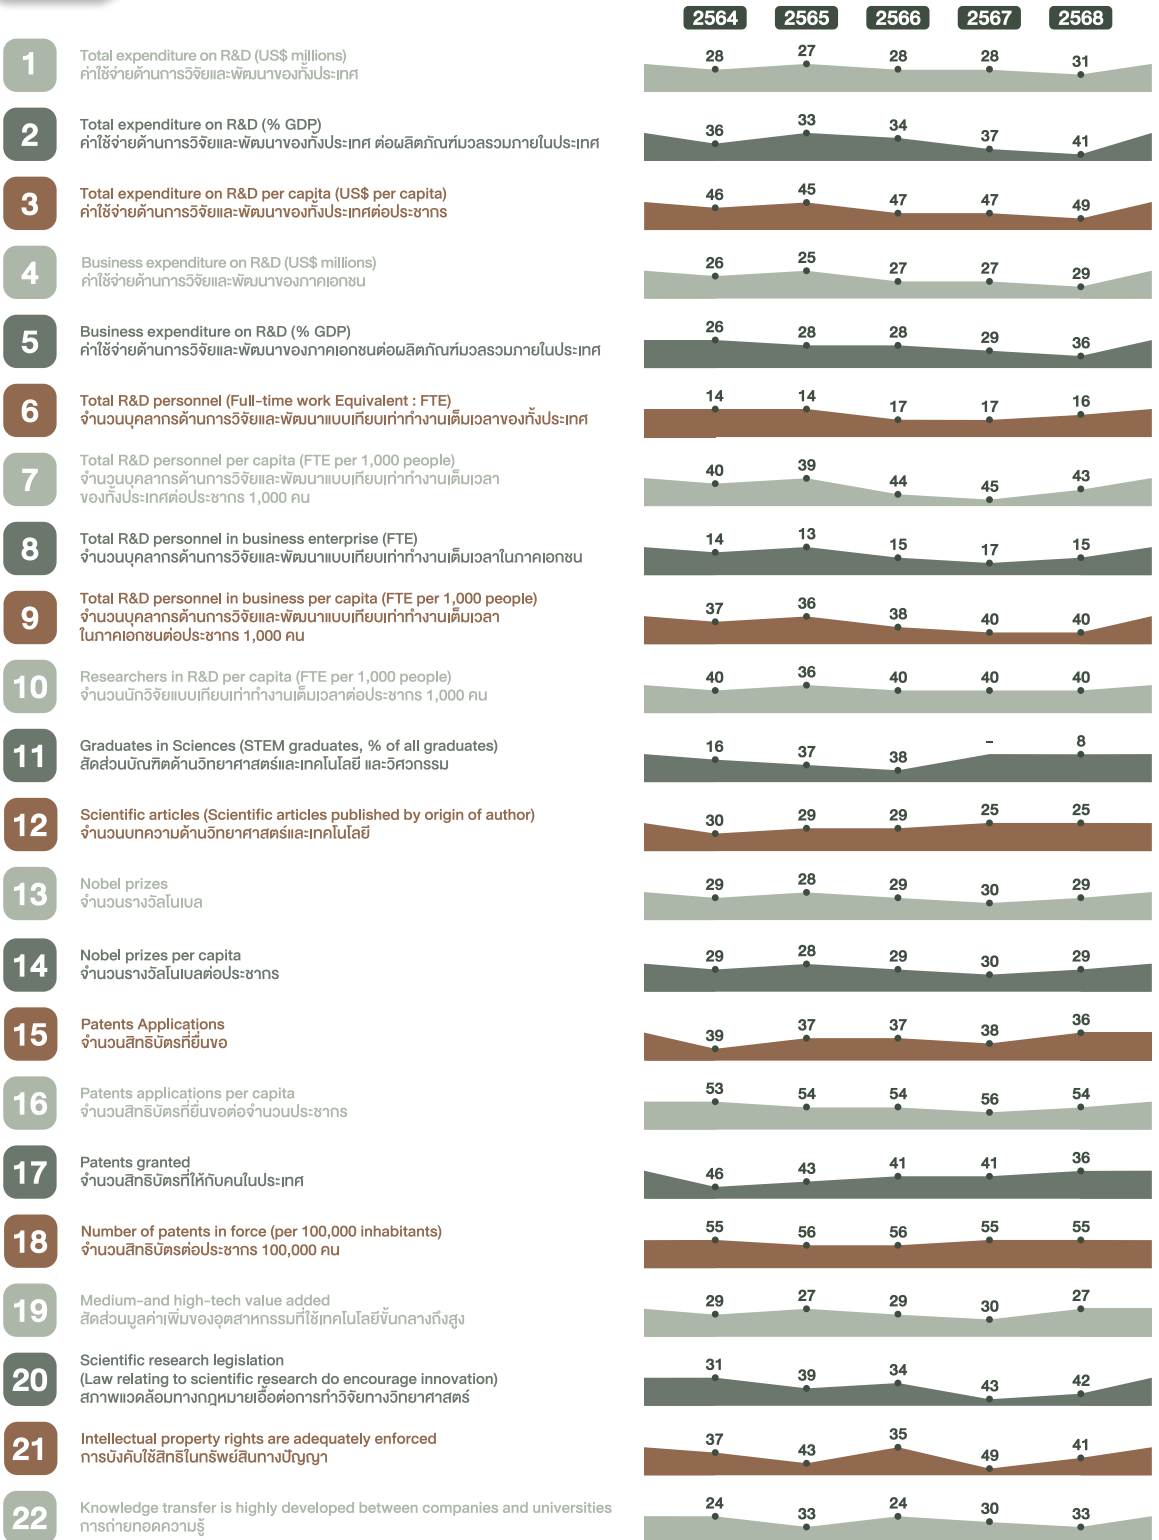 2564 2565 2566 2567 2568
1 Total expenditure on R&D (US$ millions) 28 27 28 28 31
ค่าใช้จ่ายด้านการวิจัยและพัฒนาของทั้งประเทศ
2 Total expenditure on R&D (% GDP) 36 33 34 37 41
ค่าใช้จ่ายด้านการวิจัยและพัฒนาของทั้งประเทศ ต่อผลิตภัณฑ์มวลรวมภายในประเทศ
3 Total expenditure on R&D per capita (US$ per capita) 46 45 47 47 49
ค่าใช้จ่ายด้านการวิจัยและพัฒนาของทั้งประเทศต่อประชากร
4 Business expenditure on R&D (US$ millions) 26 25 27 27 29
ค่าใช้จ่ายด้านการวิจัยและพัฒนาของภาคเอกชน
5 Business expenditure on R&D (% GDP) 26 28 28 29 36
ค่าใช้จ่ายด้านการวิจัยและพัฒนาของภาคเอกชนต่อผลิตภัณฑ์มวลรวมภายในประเทศ
6 Total R&D personnel (Full-time work Equivalent : FTE) 14 14 17 17 16
จำนวนบุคลากรด้านการวิจัยและพัฒนาแบบเทียบเท่าทำงานเต็มเวลาของทั้งประเทศ
7 Total R&D personnel per capita (FTE per 1,000 people) 40 39 44 45 43
จำนวนบุคลากรด้านการวิจัยและพัฒนาแบบเทียบเท่าทำงานเต็มเวลา
ของทั้งประเทศต่อประชากร 1,000 คน
8 Total R&D personnel in business enterprise (FTE) 14 13 15 17 15
จำนวนบุคลากรด้านการวิจัยและพัฒนาแบบเทียบเท่าทำงานเต็มเวลาในภาคเอกชน
9 Total R&D personnel in business per capita (FTE per 1,000 people) 37 36 38 40 40
จำนวนบุคลากรด้านการวิจัยและพัฒนาแบบเทียบเท่าทำงานเต็มเวลา
ในภาคเอกชนต่อประชากร 1,000 คน
10 Researchers in R&D per capita (FTE per 1,000 people) 40 36 40 40 40
จำนวนนักวิจัยแบบเทียบเท่าทำงานเต็มเวลาต่อประชากร 1,000 คน
11 Graduates in Sciences (STEM graduates, % of all graduates) 16 37 38 - 8
สัดส่วนบัณฑิตด้านวิทยาศาสตร์และเทคโนโลยี และวิศวกรรม
12 Scientific articles (Scientific articles published by origin of author) 30 29 29 25 25
จำนวนบทความด้านวิทยาศาสตร์และเทคโนโลยี
13 Nobel prizes 29 28 29 30 29
จำนวนรางวัลโนเบล
14 Nobel prizes per capita 29 28 29 30 29
จำนวนรางวัลโนเบลต่อประชากร
15 Patents Applications 39 37 37 38 36
จำนวนสิทธิบัตรที่ยื่นขอ
16 Patents applications per capita 53 54 54 56 54
จำนวนสิทธิบัตรที่ยื่นขอต่อจำนวนประชากร
17 Patents granted 46 43 41 41 36
จำนวนสิทธิบัตรที่ให้กับคนในประเทศ
18 Number of patents in force (per 100,000 inhabitants) 55 56 56 55 55
จำนวนสิทธิบัตรต่อประชากร 100,000 คน
19 Medium-and high-tech value added 29 27 29 30 27
สัดส่วนมูลค่าเพิ่มของอุตสาหกรรมที่ใช้เทคโนโลยีขั้นกลางถึงสูง
20 Scientific research legislation 31 39 34 43 42
(Law relating to scientific research do encourage innovation)
สภาพแวดล้อมทางกฎหมายเอื้อต่อการทำวิจัยทางวิทยาศาสตร์
21 Intellectual property rights are adequately enforced 37 43 35 49 41
การบังคับใช้สิทธิในทรัพย์สินทางปัญญา
22 Knowledge transfer is highly developed between companies and universities 24 33 24 30 33
การถ่ายทอดความรู้